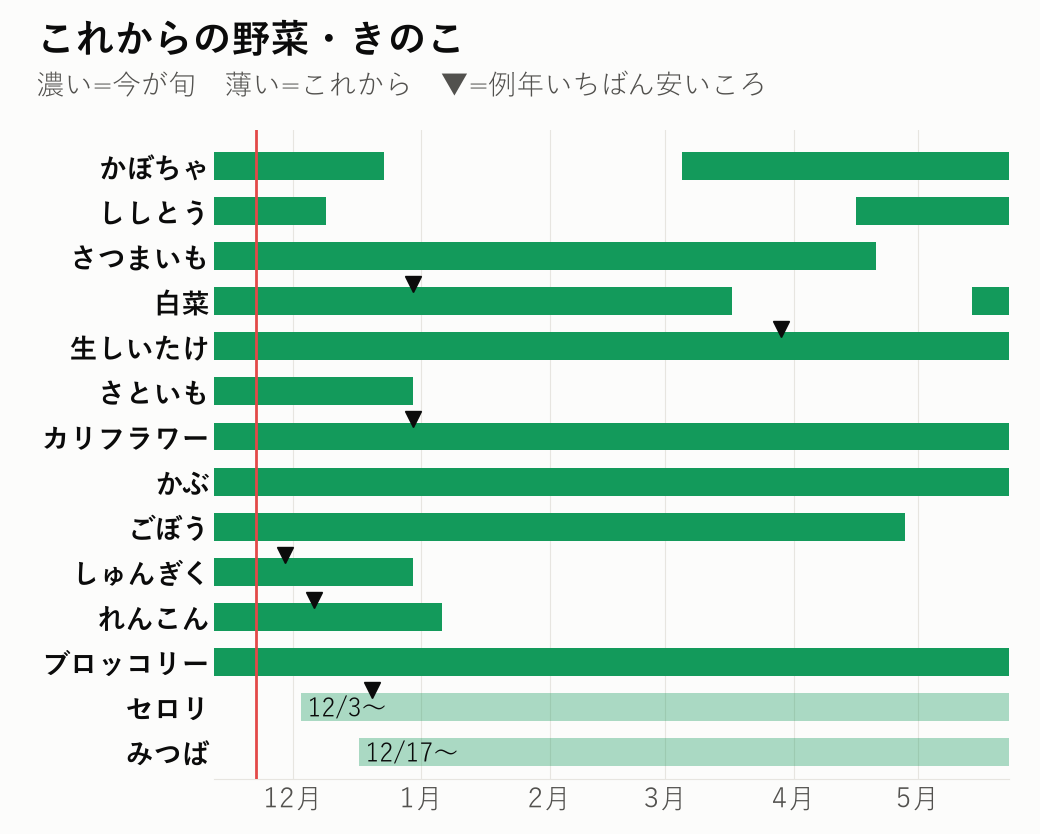 これからの野菜・きのこ
濃い=今が旬　薄い=これから　▼=例年いちばん安いころ
かぼちゃ
ししとう
さつまいも
白菜
生しいたけ
さといも
カリフラワー
かぶ
ごぼう
しゅんぎく
れんこん
ブロッコリー
セロリ 12/3〜
みつば 12/17〜
12月 1月 2月 3月 4月 5月